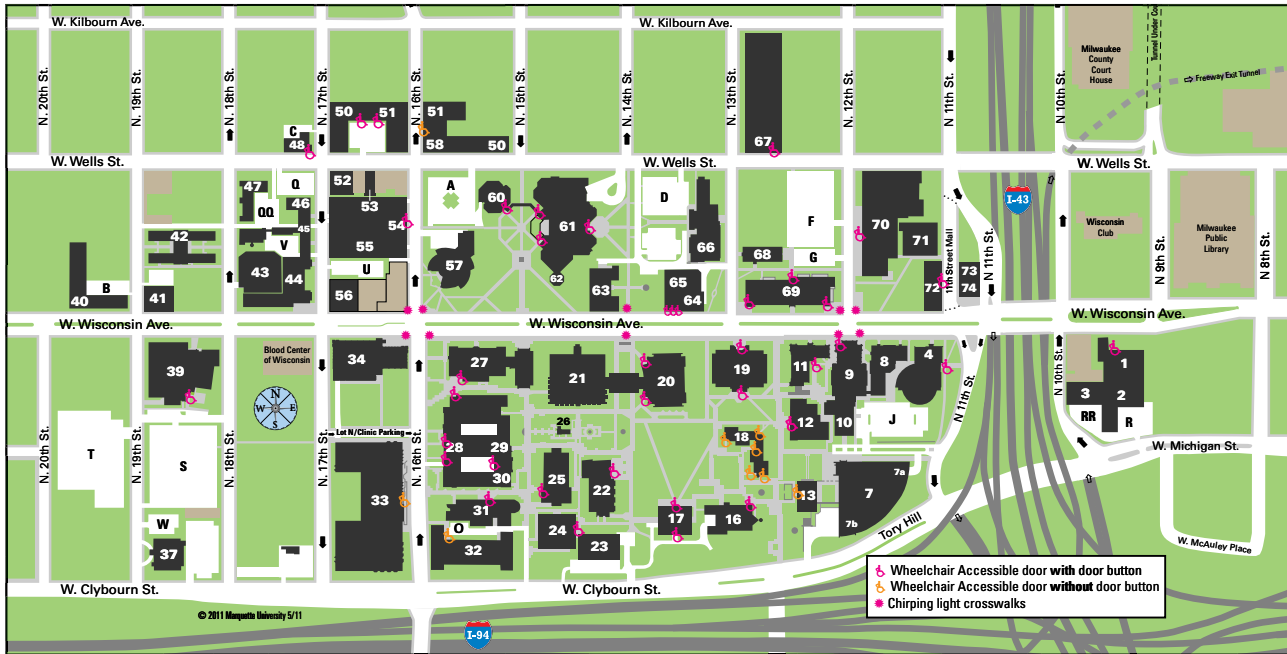 W. Kilbourn Ave.
W. Kilbourn Ave.
N. 20th St.
N. 19th St.
N. 18th St.
N. 17th St.
N. 16th St.
N. 15th St.
N. 14th St.
N. 13th St.
N. 12th St.
N. 11th St.
N. 10th St.
Milwaukee
County
Court
House
Tunnel Under Cou
Freeway Exit Tunnel
50
51
51
C
48
58
50
67
W. Wells St.
W. Wells St.
W. Wells St.
47
Q
46
QQ
45
V
42
43
44
B
40
41
52
53
54
55
U
56
A
60
57
61
62
63
D
66
65
64
F
68
G
69
70
71
72
73
74
11th Street Mall
N 11th St.
I-43
Wisconsin
Club
Milwaukee
Public
Library
N. 9th St.
N. 8th St.
W. Wisconsin Ave.
W. Wisconsin Ave.
W. Wisconsin Ave.
39
Blood Center
of Wisconsin
34
27
21
20
19
11
9
8
4
1
3
2
RR
R
N
W
E
S
Lot N/Clinic Parking
26
12
10
J
N 11th St.
N 10th St.
W. Michigan St.
T
S
N. 20th St.
N. 19th St.
N. 18th St.
N. 17th St.
N. 16th St.
28
29
30
25
22
18
33
31
O
32
24
23
17
16
13
7a
7
7b
Tory Hill
W
37
W. McAuley Place
W. Clybourn St.
W. Clybourn St.
Wheelchair Accessible door with door button
Wheelchair Accessible door without door button
Chirping light crosswalks
© 2011 Marquette University 5/11
I-94